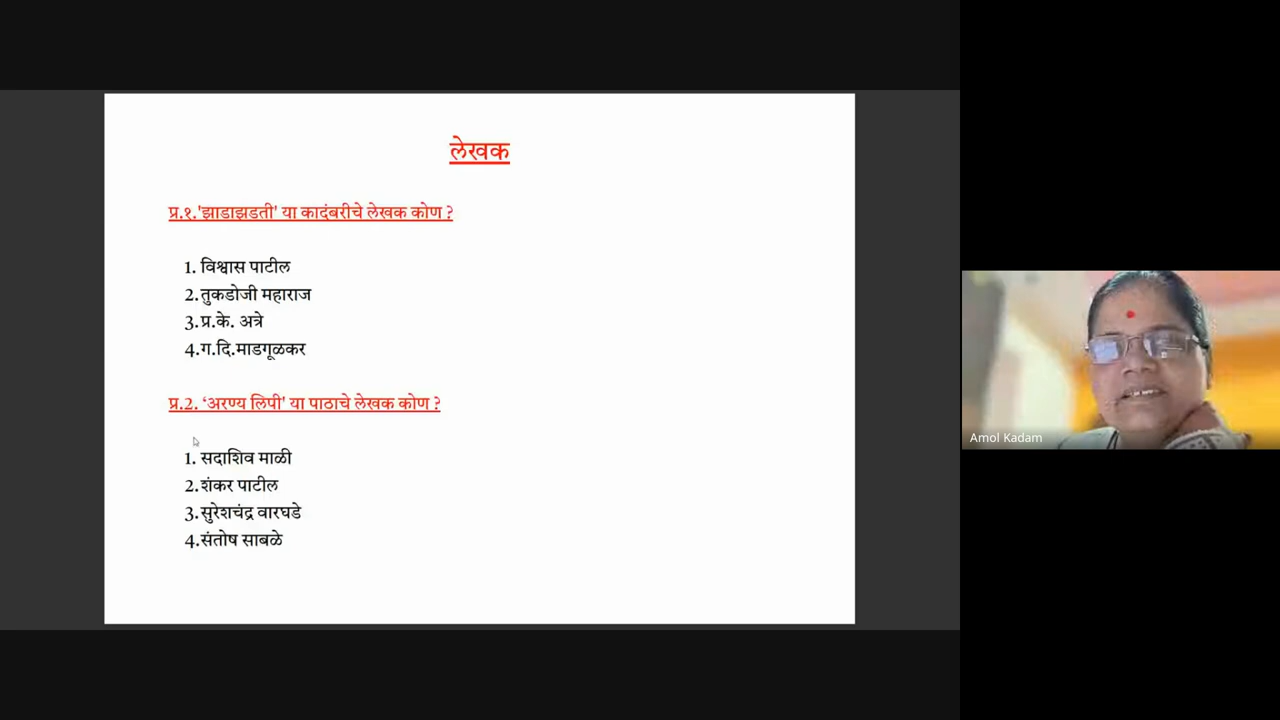 लेखक
प्र.१.'झाडाझडती' या कादंबरीचे लेखक कोण ?
1. विश्वास पाटील
2.तुकडोजी महाराज
3.प्र.के. अत्रे
4.ग.दि.माडगूळकर
प्र.2. ‘अरण्य लिपी' या पाठाचे लेखक कोण ?
1. सदाशिव माळी
2.शंकर पाटील
3.सुरेशचंद्र वारघडे
4.संतोष साबळे
Amol Kadam